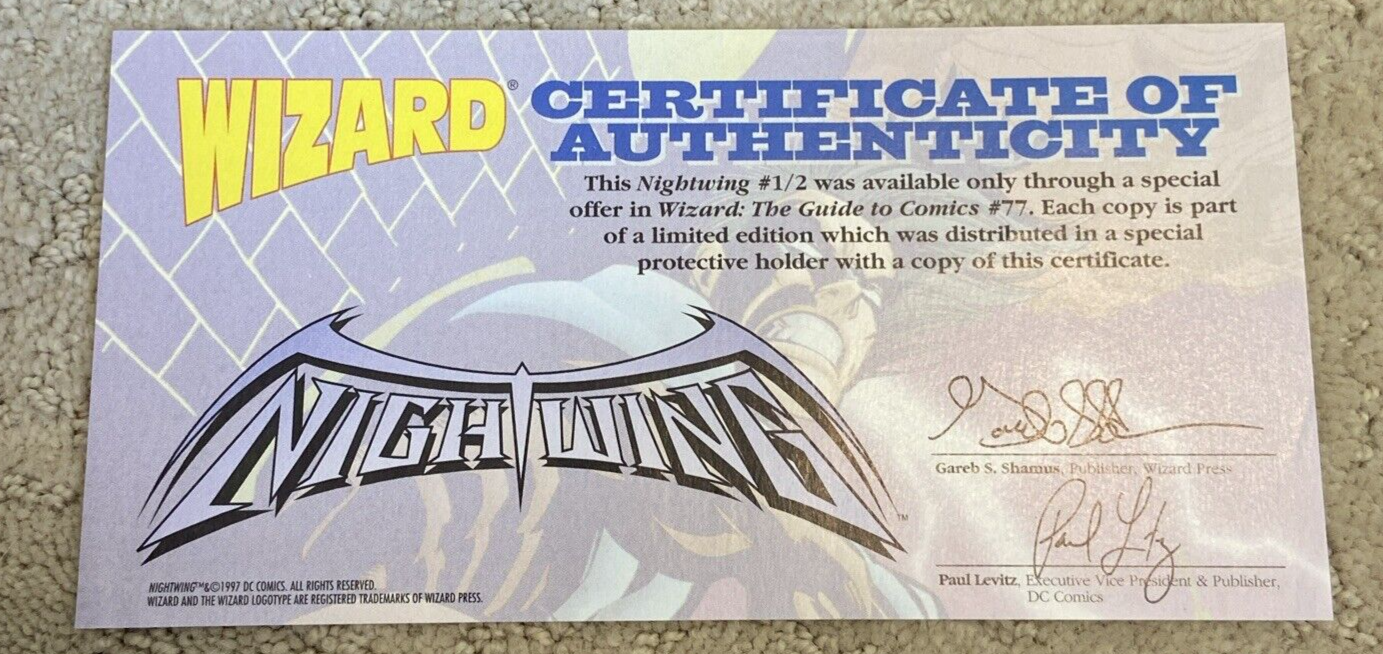 WIZARD®
CERTIFICATE OF
AUTHENTICITY
This Nightwing #1/2 was available only through a special
offer in Wizard: The Guide to Comics #77. Each copy is part
of a limited edition which was distributed in a special
protective holder with a copy of this certificate.
NIGHTWING™
Gareb S. Shamus, Publisher, Wizard Press
Paul Levitz
Paul Levitz, Executive Vice President & Publisher,
DC Comics
NIGHTWING™&©1997 DC COMICS. ALL RIGHTS RESERVED.
WIZARD AND THE WIZARD LOGOTYPE ARE REGISTERED TRADEMARKS OF WIZARD PRESS.